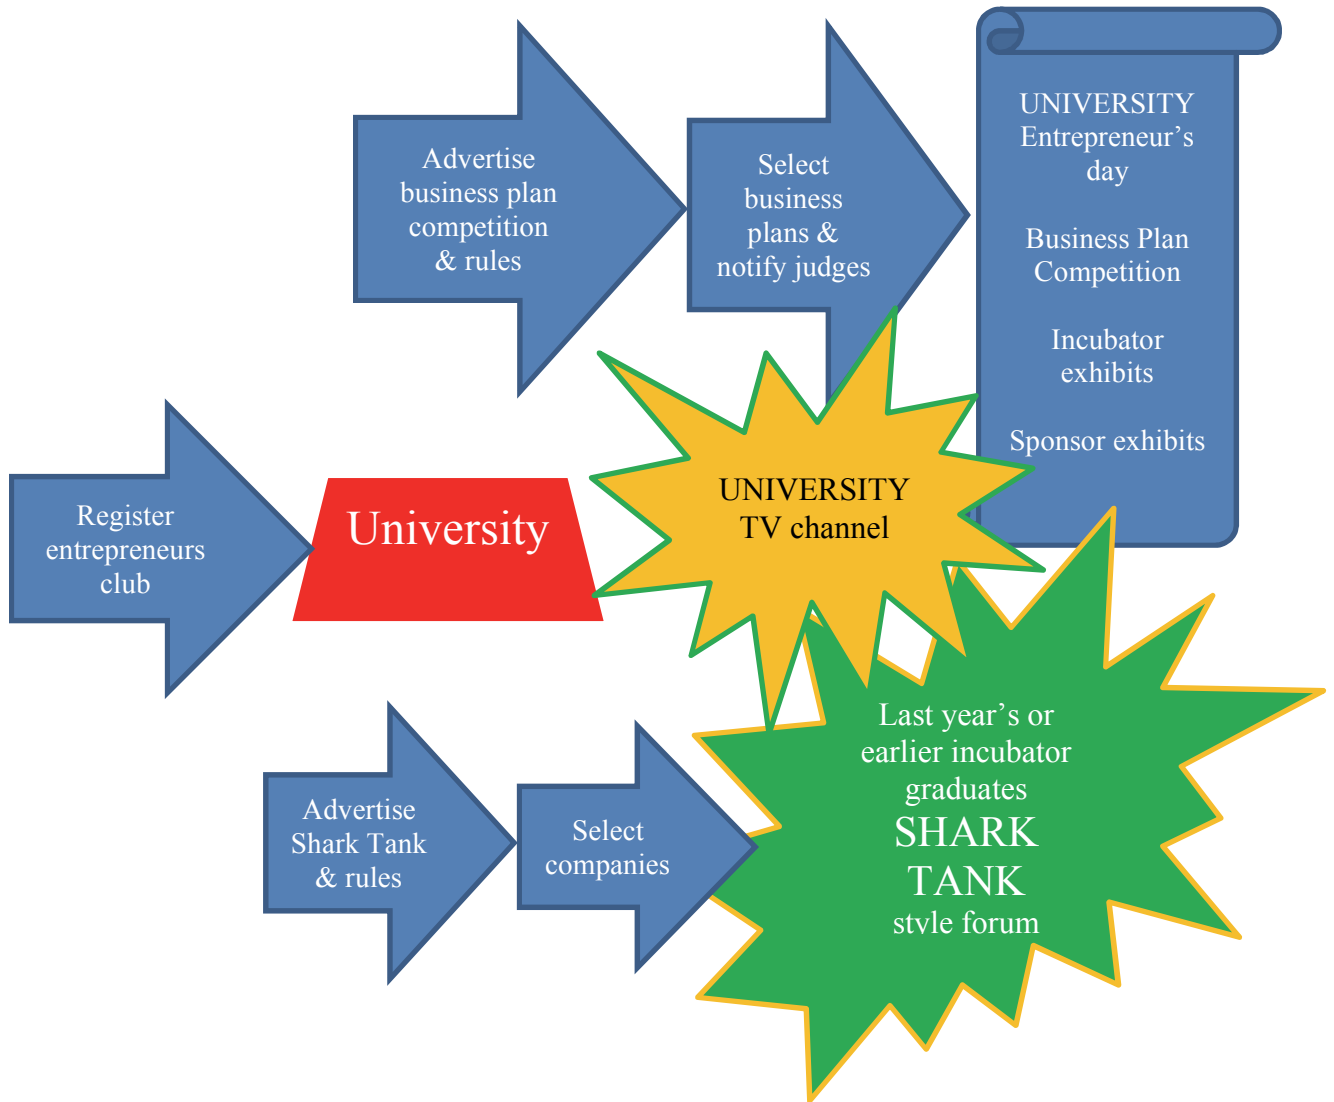 Advertise
business plan
competition
& rules
Select
business
plans &
notify judges
UNIVERSITY
Entrepreneur’s
day
Business Plan
Competition
Incubator
exhibits
Sponsor exhibits
Register
entrepreneurs
club
University
UNIVERSITY
TV channel
Advertise
Shark Tank
& rules
Select
companies
Last year’s or
earlier incubator
graduates
SHARK
TANK
style forum